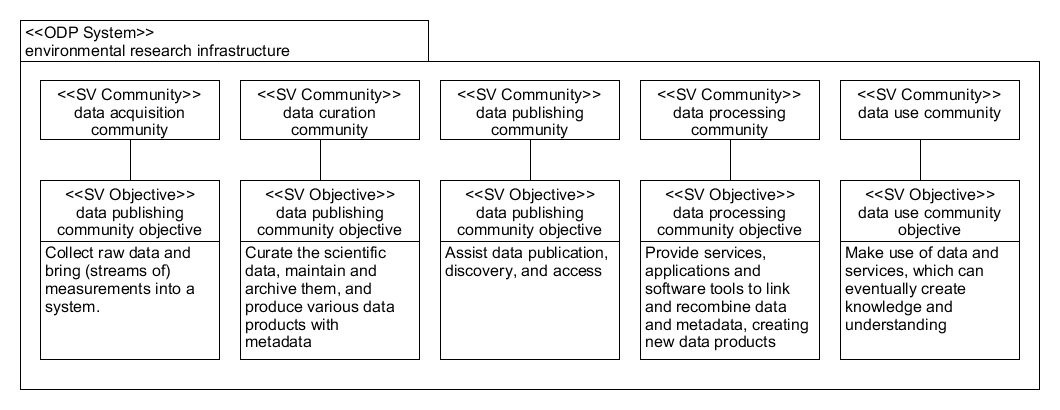 <<ODP System>>
environmental research infrastructure
<<SV Community>>
data acquisition
community
<<SV Community>>
data curation
community
<<SV Community>>
data publishing
community
<<SV Community>>
data processing
community
<<SV Community>>
data use community
<<SV Objective>>
data publishing
community objective
Collect raw data and
bring (streams of)
measurements into a
system.
<<SV Objective>>
data publishing
community objective
Curate the scientific
data, maintain and
archive them, and
produce various data
products with
metadata
<<SV Objective>>
data publishing
community objective
Assist data publication,
discovery, and access
<<SV Objective>>
data processing
community objective
Provide services,
applications and
software tools to link
and recombine data
and metadata, creating
new data products
<<SV Objective>>
data use community
objective
Make use of data and
services, which can
eventually create
knowledge and
understanding